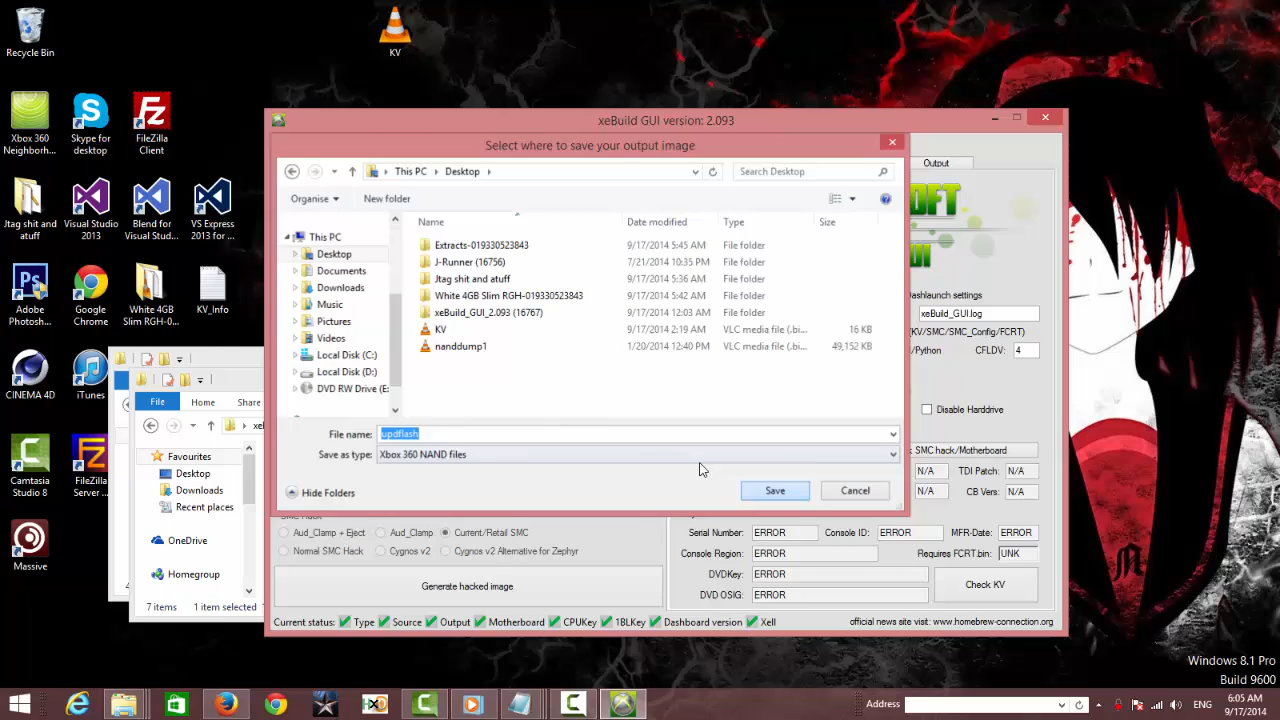 Recycle Bin
KV
Xbox 360
Neighborh...
Skype for
desktop
FileZilla
Client
Jtag shit and
atuff
Visual Studio
2013
Blend for
Visual Stud...
VS Express
2013 for ...
Adobe
Photosh...
Google
Chrome
White 4GB
Slim RGH-0...
KV_Info
CINEMA 4D
iTunes
Camtasia
Studio 8
FileZilla
Server ...
Massive
File
Home
Share
Favourites
Desktop
Downloads
Recent places
OneDrive
Homegroup
7 items
1 item selected
xeBuild GUI version: 2.093
Select where to save your output image
This PC
Desktop
Search Desktop
Organise
New folder
Name
Date modified
Type
Size
This PC
Desktop
Documents
Downloads
Music
Pictures
Videos
Local Disk (C:)
Local Disk (D:)
DVD RW Drive (E:
Extracts-019330523843 9/17/2014 5:45 AM File folder
J-Runner (16756) 7/21/2014 10:35 PM File folder
Jtag shit and atuff 9/17/2014 5:36 AM File folder
White 4GB Slim RGH-019330523843 9/17/2014 5:42 AM File folder
xeBuild_GUI_2.093 (16767) 9/17/2014 12:03 AM File folder
KV 9/17/2014 2:19 AM VLC media file (.bi... 16 KB
nanddump1 1/20/2014 12:40 PM VLC media file (.bi... 49,152 KB
File name: updflash
Save as type: Xbox 360 NAND files
Hide Folders
Save
Cancel
Output
Dashlaunch settings
xeBuild_GUI.log
(KV/SMC/SMC_Config/FCRT)
/Python
CFLDV: 4
Disable Harddrive
SMC hack/Motherboard
N/A TDI Patch: N/A
N/A CB Vers: N/A
Aud_Clamp + Eject
Aud_Clamp
Current/Retail SMC
Normal SMC Hack
Cygnos v2
Cygnos v2 Alternative for Zephyr
Generate hacked image
Serial Number: ERROR Console ID: ERROR MFR-Date: ERROR
Console Region: ERROR Requires FCRT.bin: UNK
DVDKey: ERROR
DVD OSIG: ERROR
Check KV
Current status: Type Source Output Motherboard CPUKey 1BLKey Dashboard version Xell
official news site visit: www.homebrew-connection.org
Windows 8.1 Pro
Build 9600
Address
ENG
6:05 AM
9/17/2014